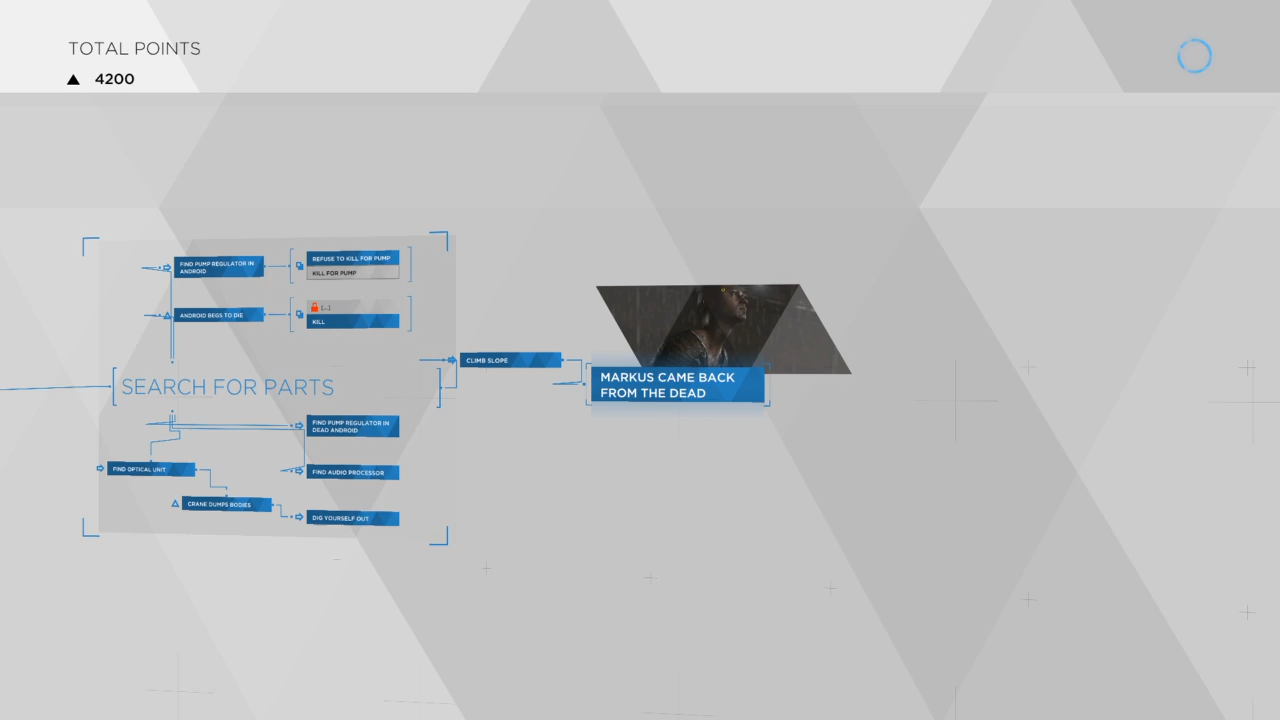 TOTAL POINTS
4200
FIND PUMP REGULATOR IN
ANDROID
REFUSE TO KILL FOR PUMP
KILL FOR PUMP
ANDROID BEGS TO DIE
[...]
KILL
SEARCH FOR PARTS
CLIMB SLOPE
MARKUS CAME BACK
FROM THE DEAD
FIND PUMP REGULATOR IN
DEAD ANDROID
FIND OPTICAL UNIT
FIND AUDIO PROCESSOR
CRANE DUMPS BODIES
DIG YOURSELF OUT